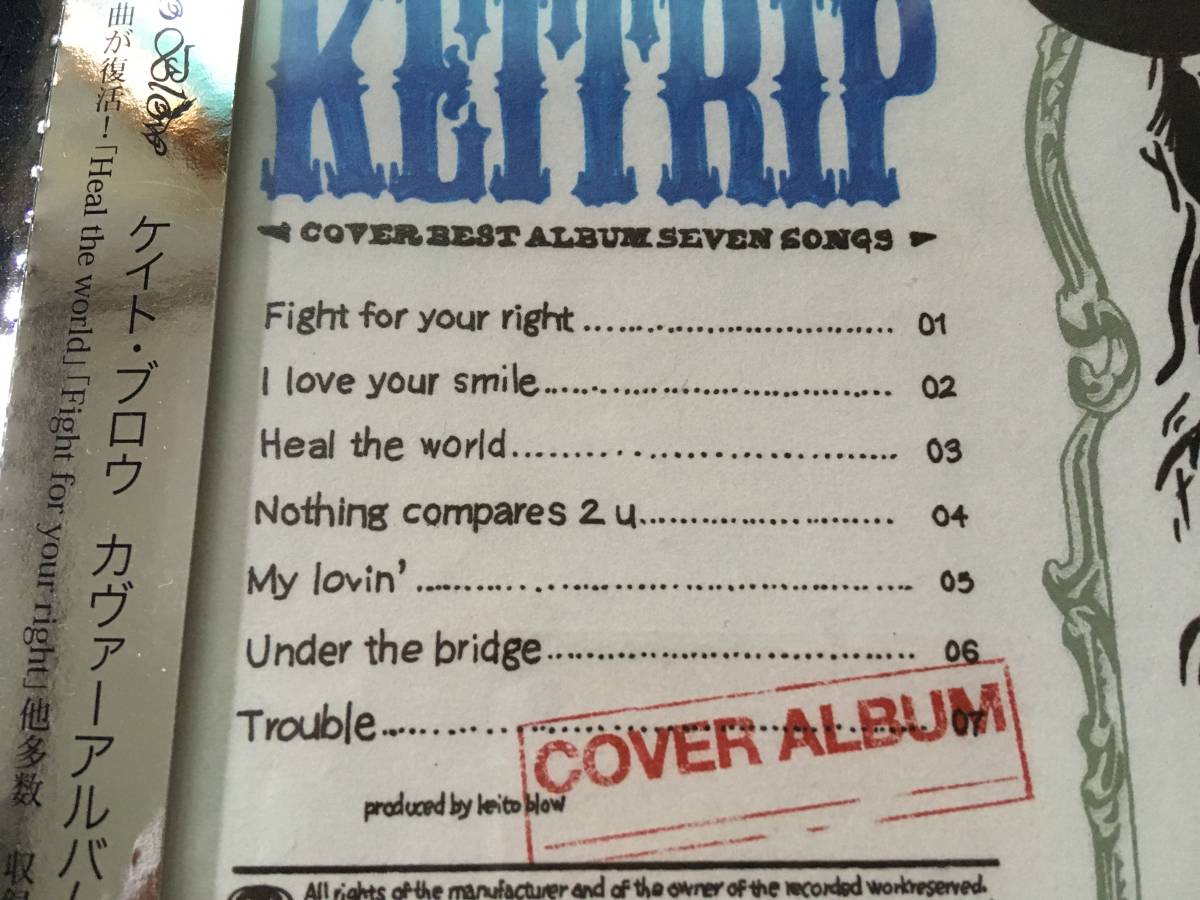 KEITRIP
COVER BEST ALBUM SEVEN SONGS
Fight for your right 01
I love your smile 02
Heal the world 03
Nothing compares 2 u 04
My lovin' 05
Under the bridge 06
Trouble 07
COVER ALBUM
produced by keito blow
All rights of the manufacturer and of the owner of the recorded work reserved.
Blow
ケイト・ブロウ カヴァーアルバ
曲が復活!「Heal the world」「Fight for your right」他多数 収